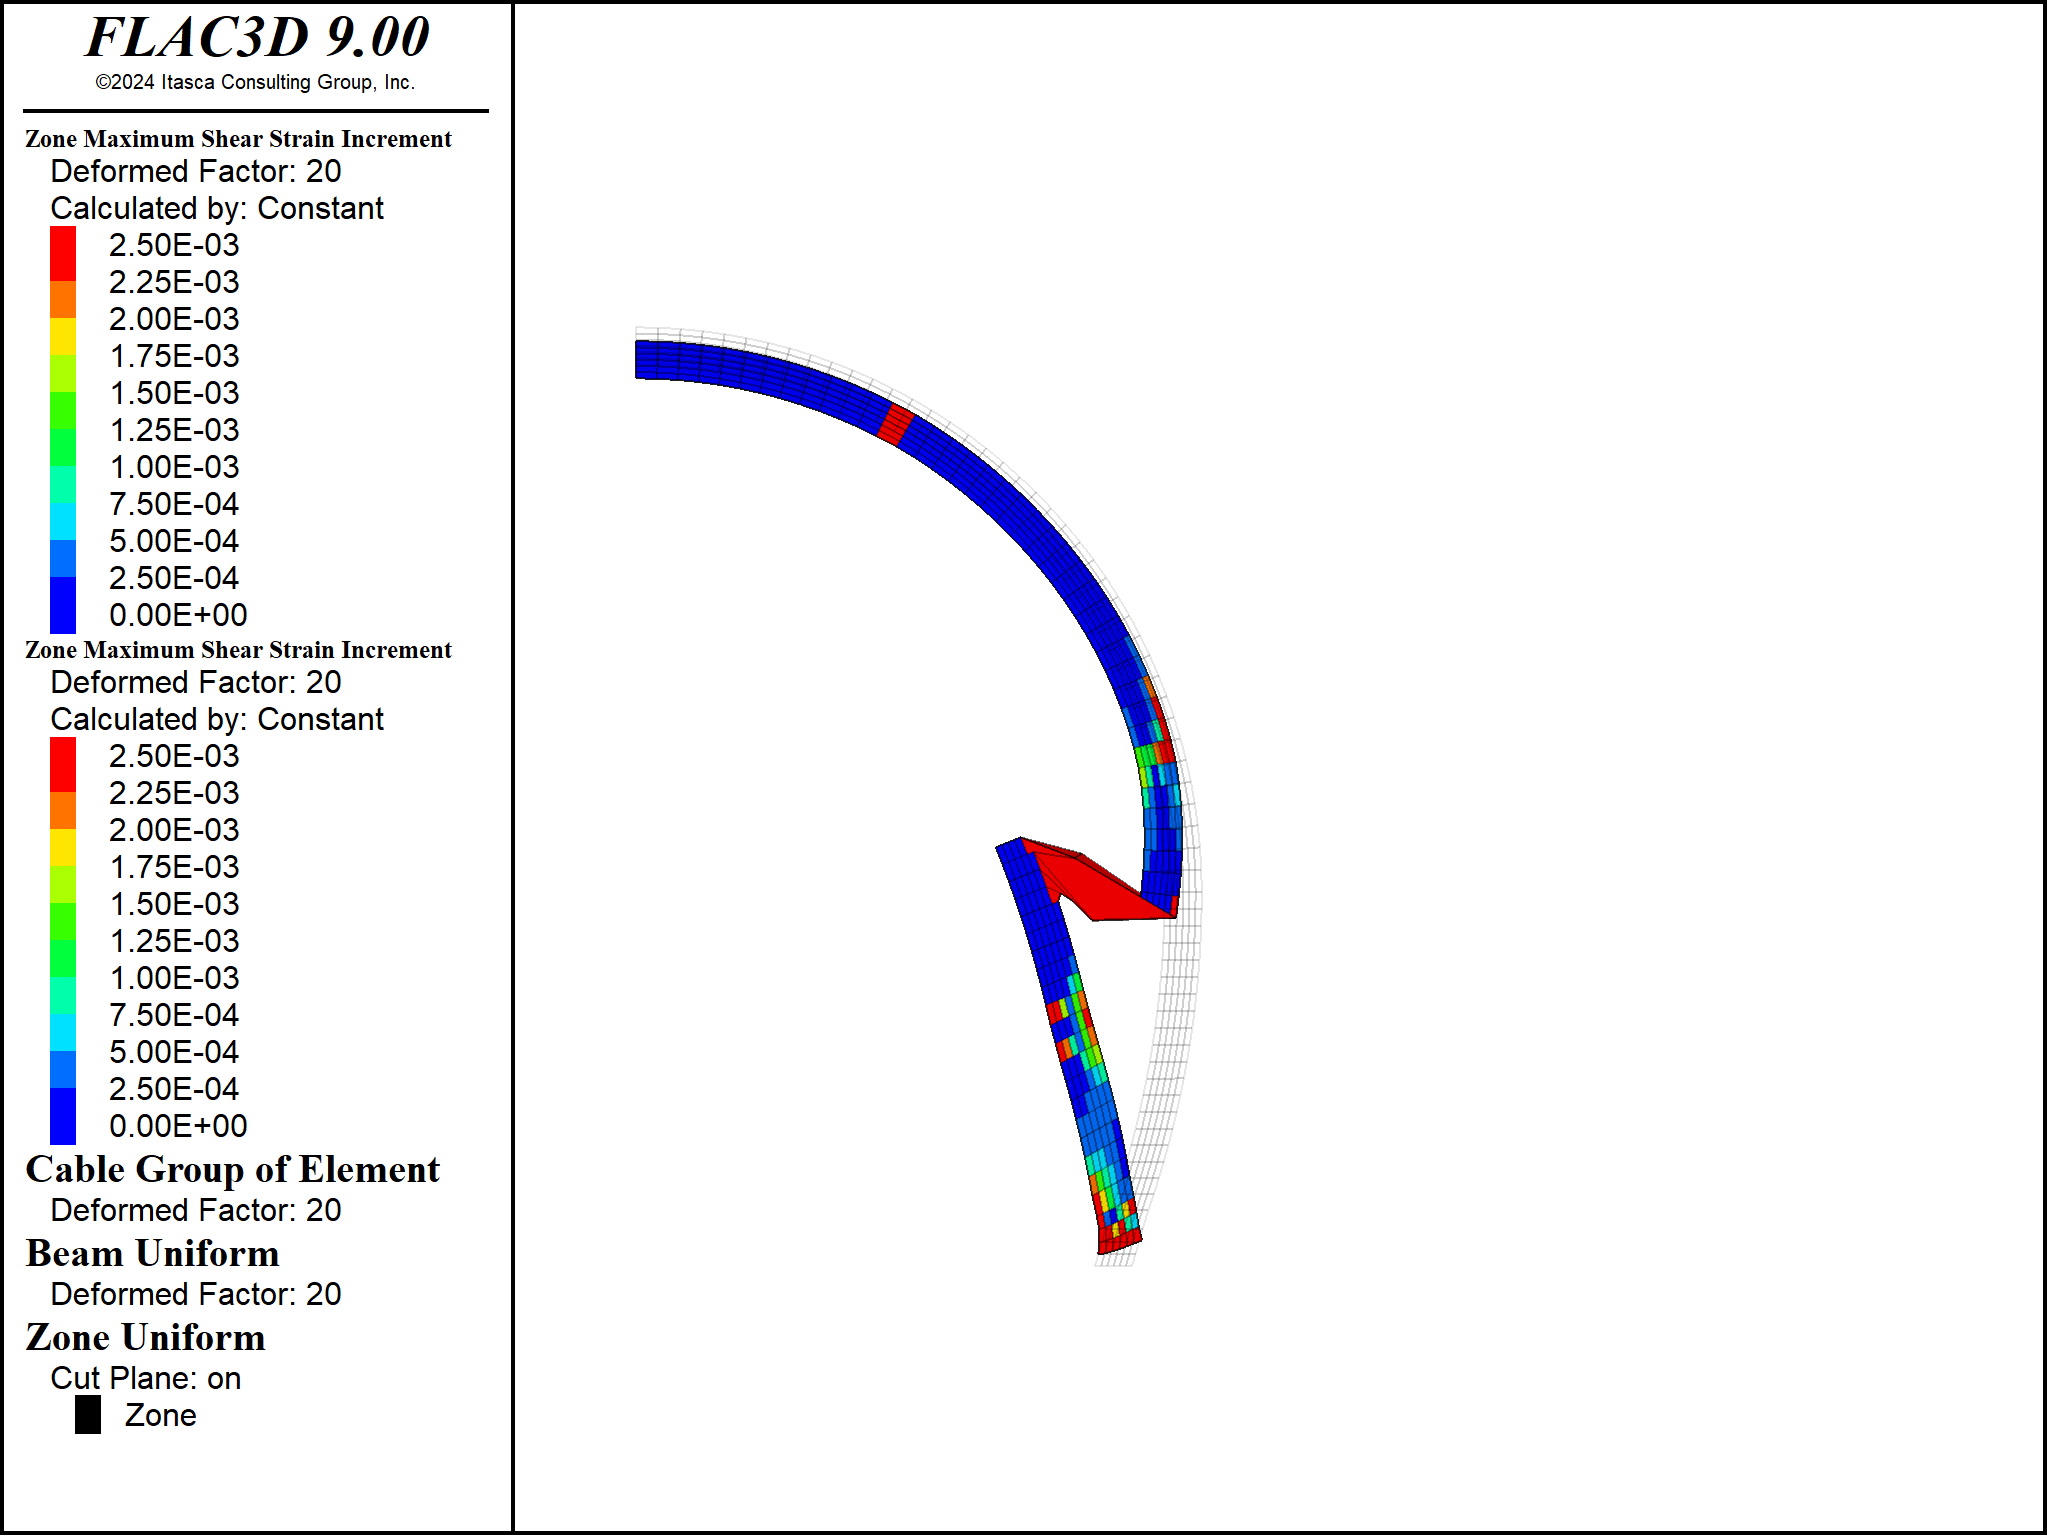 FLAC3D 9.00
©2024 Itasca Consulting Group, Inc.
Zone Maximum Shear Strain Increment
Deformed Factor: 20
Calculated by: Constant
2.50E-03
2.25E-03
2.00E-03
1.75E-03
1.50E-03
1.25E-03
1.00E-03
7.50E-04
5.00E-04
2.50E-04
0.00E+00
Zone Maximum Shear Strain Increment
Deformed Factor: 20
Calculated by: Constant
2.50E-03
2.25E-03
2.00E-03
1.75E-03
1.50E-03
1.25E-03
1.00E-03
7.50E-04
5.00E-04
2.50E-04
0.00E+00
Cable Group of Element
Deformed Factor: 20
Beam Uniform
Deformed Factor: 20
Zone Uniform
Cut Plane: on
Zone